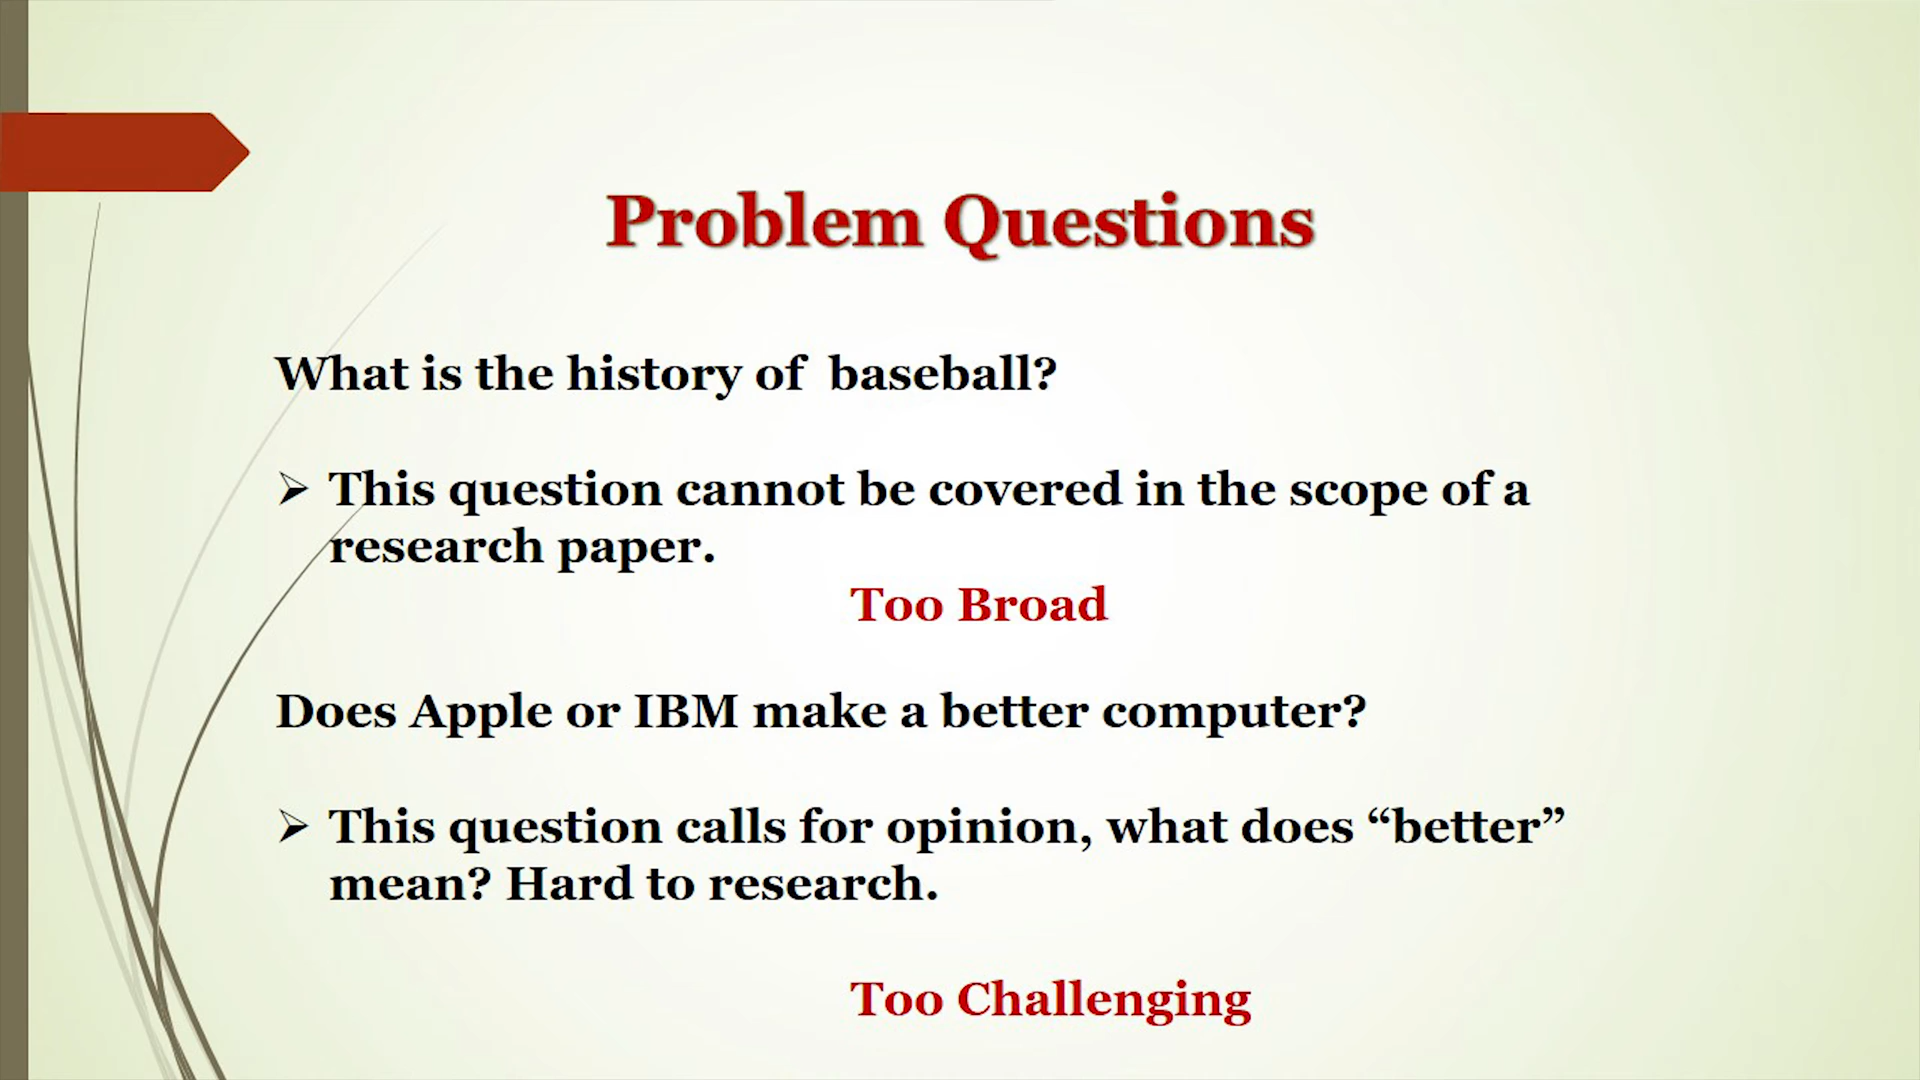 Problem Questions
What is the history of baseball?
➢ This question cannot be covered in the scope of a
research paper.
Too Broad
Does Apple or IBM make a better computer?
➢ This question calls for opinion, what does “better”
mean? Hard to research.
Too Challenging